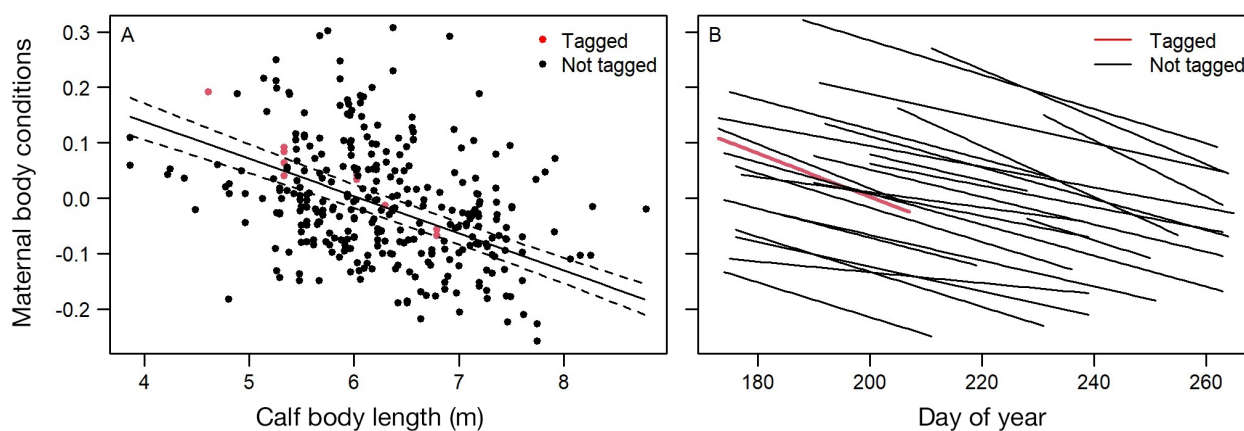 Maternal body conditions
0.3
0.2
0.1
0.0
-0.1
-0.2
A
Tagged
Not tagged
4 5 6 7 8
Calf body length (m)
B
Tagged
Not tagged
180 200 220 240 260
Day of year